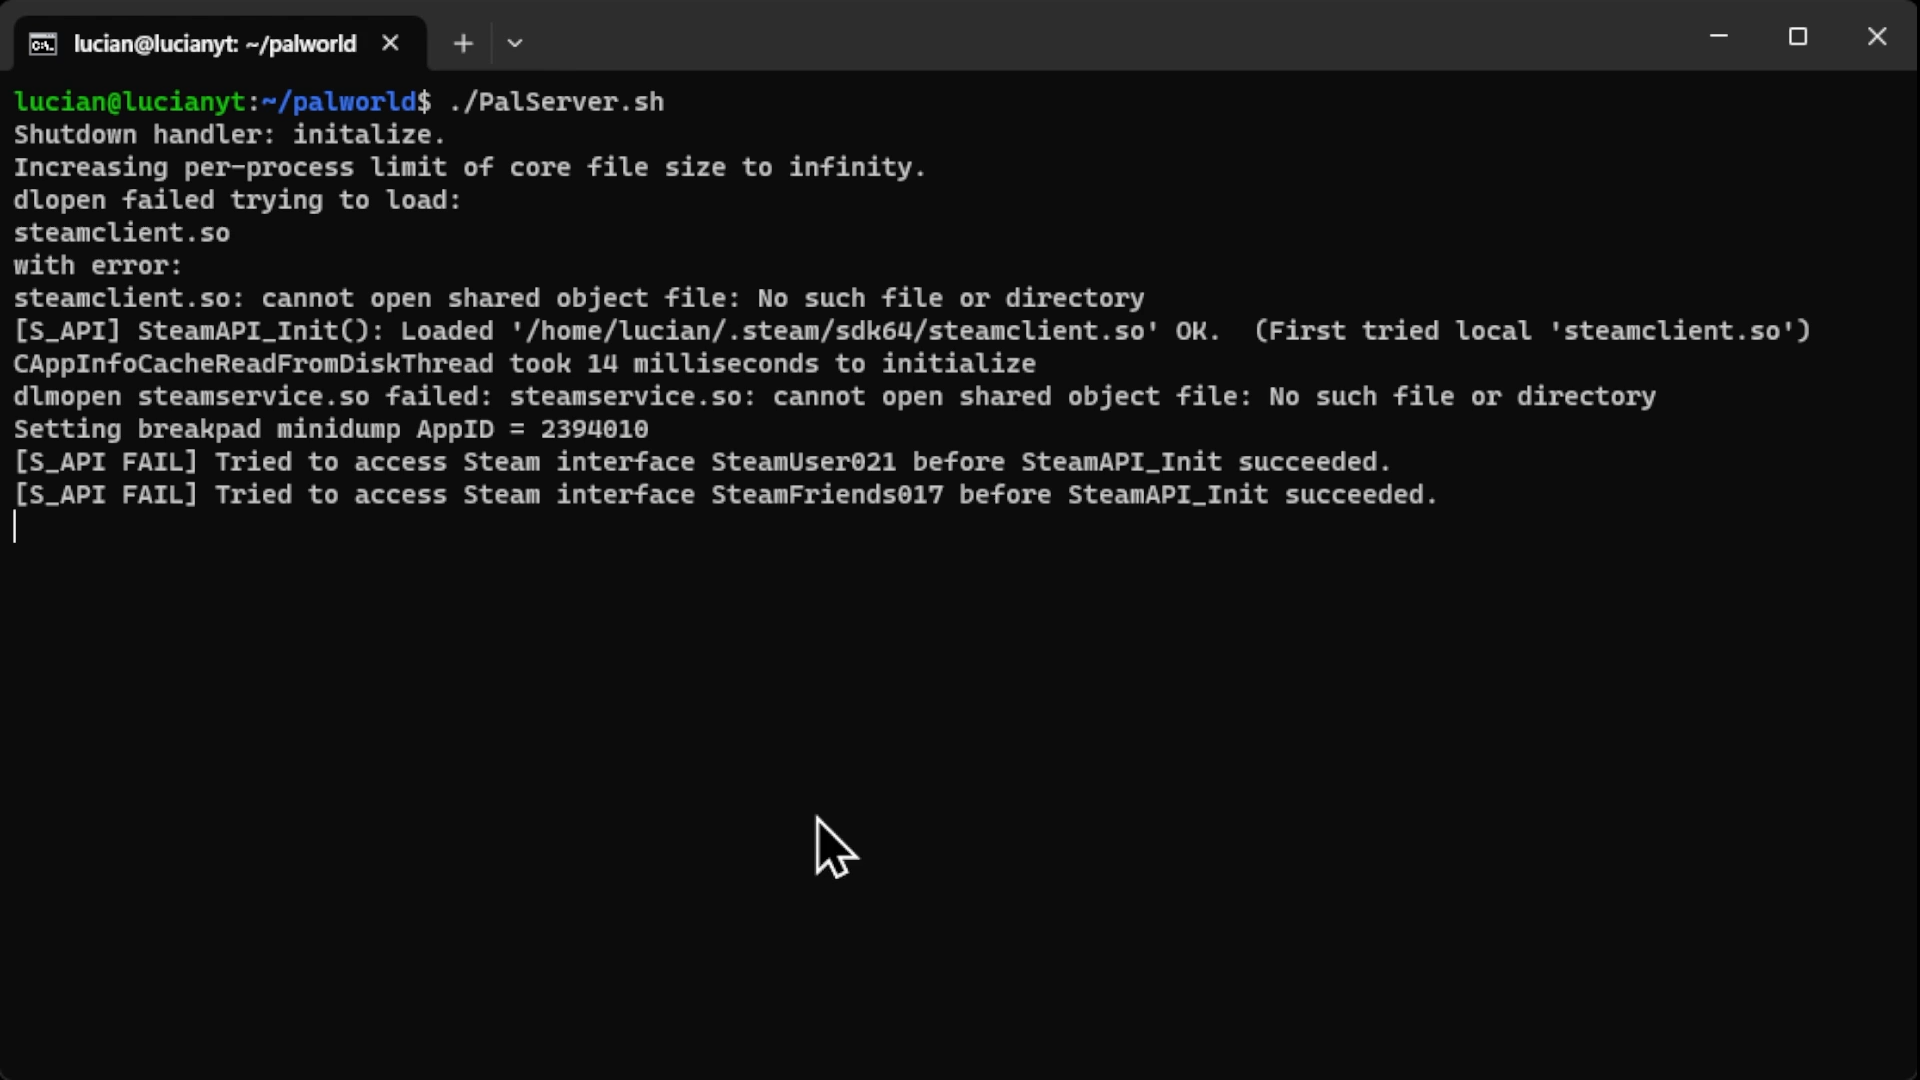 lucian@lucianyt: ~/palworld
lucian@lucianyt:~/palworld$ ./PalServer.sh
Shutdown handler: initalize.
Increasing per-process limit of core file size to infinity.
dlopen failed trying to load:
steamclient.so
with error:
steamclient.so: cannot open shared object file: No such file or directory
[S_API] SteamAPI_Init(): Loaded '/home/lucian/.steam/sdk64/steamclient.so' OK.  (First tried local 'steamclient.so')
CAppInfoCacheReadFromDiskThread took 14 milliseconds to initialize
dlmopen steamservice.so failed: steamservice.so: cannot open shared object file: No such file or directory
Setting breakpad minidump AppID = 2394010
[S_API FAIL] Tried to access Steam interface SteamUser021 before SteamAPI_Init succeeded.
[S_API FAIL] Tried to access Steam interface SteamFriends017 before SteamAPI_Init succeeded.